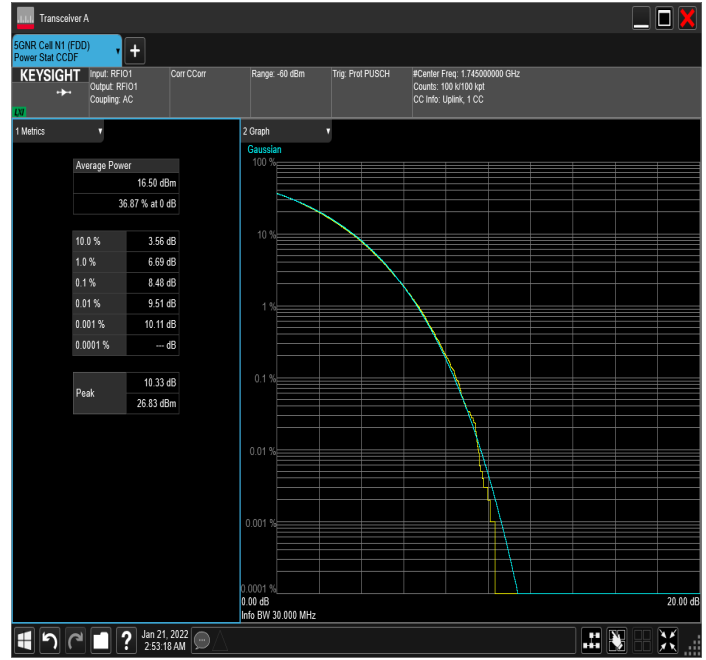 Transceiver A
5GNR Cell N1 (FDD)
Power Stat CCDF
+
KEYSIGHT
LXI
Input: RFIO1
Output: RFIO1
Coupling: AC
Corr CCorr
Range: -60 dBm
Trig: Prot PUSCH
#Center Freq: 1.745000000 GHz
Counts: 100 k/100 kpt
CC Info: Uplink, 1 CC
1 Metrics
Average Power
16.50 dBm
36.87 % at 0 dB
10.0 % 3.56 dB
1.0 % 6.69 dB
0.1 % 8.48 dB
0.01 % 9.51 dB
0.001 % 10.11 dB
0.0001 % --- dB
Peak
10.33 dB
26.83 dBm
2 Graph
Gaussian
100 %
10 %
1 %
0.1 %
0.01 %
0.001 %
0.0001 %
0.00 dB
20.00 dB
Info BW 30.000 MHz
?
Jan 21, 2022
2:53:18 AM